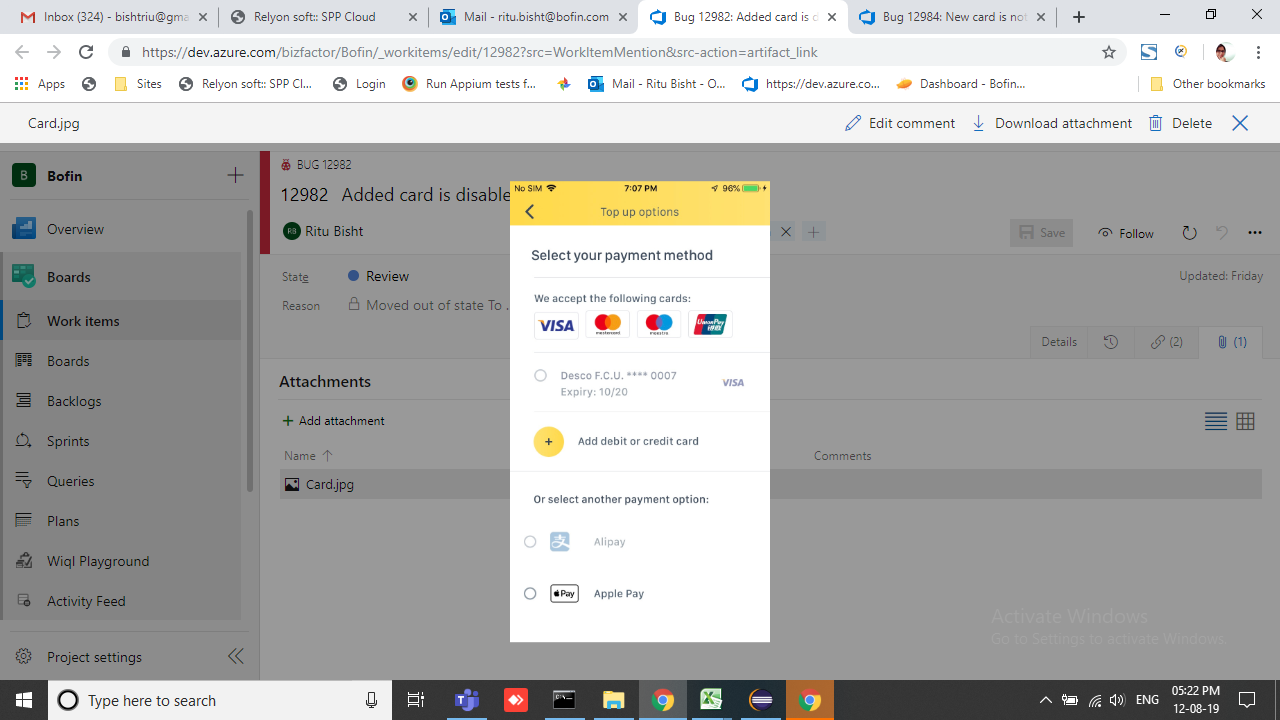 Inbox (324) - bishtriu@gma
Relyon soft:: SPP Cloud
Mail - ritu.bisht@bofin.com
Bug 12982: Added card is d
Bug 12984: New card is not
https://dev.azure.com/bizfactor/Bofin/_workitems/edit/12982?src=WorkItemMention&src-action=artifact_link
Apps
Sites
Relyon soft:: SPP Cl...
Login
Run Appium tests f...
Mail - Ritu Bisht - O...
https://dev.azure.co...
Dashboard - Bofin...
Other bookmarks
Card.jpg
Edit comment
Download attachment
Delete
B
Bofin
Overview
Boards
Work items
Boards
Backlogs
Sprints
Queries
Plans
Wiql Playground
Activity Feed
Project settings
BUG 12982
12982 Added card is disable
RB
Ritu Bisht
Save
Follow
State
Review
Updated: Friday
Reason
Moved out of state To .
Details
(2)
(1)
Attachments
Add attachment
Name
Comments
Card.jpg
No SIM
7:07 PM
96%
Top up options
Select your payment method
We accept the following cards:
VISA
mastercard
maestro
UnionPay
银联
Desco F.C.U. **** 0007
VISA
Expiry: 10/20
Add debit or credit card
Or select another payment option:
支
Alipay
Pay
Apple Pay
Activate Windows
Go to Settings to activate Windows.
Type here to search
ENG
05:22 PM
12-08-19